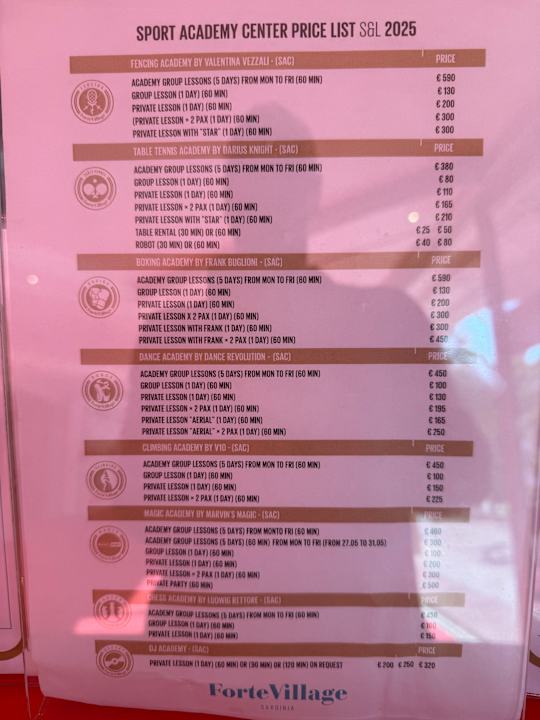 SPORT ACADEMY CENTER PRICE LIST S&L 2025
FENCING ACADEMY BY VALENTINA VEZZALI - (SAC) PRICE
ACADEMY GROUP LESSONS (5 DAYS) FROM MON TO FRI (60 MIN) € 590
GROUP LESSON (1 DAY) (60 MIN) € 130
PRIVATE LESSON (1 DAY) (60 MIN) € 200
(PRIVATE LESSON × 2 PAX (1 DAY) (60 MIN) € 300
PRIVATE LESSON WITH "STAR" (1 DAY) (60 MIN) € 300
TABLE TENNIS ACADEMY BY DARIUS KNIGHT - (SAC) PRICE
ACADEMY GROUP LESSONS (5 DAYS) FROM MON TO FRI (60 MIN) € 380
GROUP LESSON (1 DAY) (60 MIN) € 80
PRIVATE LESSON (1 DAY) (60 MIN) € 110
PRIVATE LESSON × 2 PAX (1 DAY) (60 MIN) € 165
PRIVATE LESSON WITH "STAR" (1 DAY) (60 MIN) € 210
TABLE RENTAL (30 MIN) OR (60 MIN) € 25 € 50
ROBOT (30 MIN) OR (60 MIN) € 40 € 80
BOXING ACADEMY BY FRANK BUGLIONI - (SAC) PRICE
ACADEMY GROUP LESSONS (5 DAYS) FROM MON TO FRI (60 MIN) € 590
GROUP LESSON (1 DAY) (60 MIN) € 130
PRIVATE LESSON (1 DAY) (60 MIN) € 200
PRIVATE LESSON X 2 PAX (1 DAY) (60 MIN) € 300
PRIVATE LESSON WITH FRANK (1 DAY) (60 MIN) € 300
PRIVATE LESSON WITH FRANK × 2 PAX (1 DAY) (60 MIN) € 450
DANCE ACADEMY BY DANCE REVOLUTION - (SAC) PRICE
ACADEMY GROUP LESSONS (5 DAYS) FROM MON TO FRI (60 MIN) € 450
GROUP LESSON (1 DAY) (60 MIN) € 100
PRIVATE LESSON (1 DAY) (60 MIN) € 130
PRIVATE LESSON × 2 PAX (1 DAY) (60 MIN) € 195
PRIVATE LESSON "AERIAL" (1 DAY) (60 MIN) € 165
PRIVATE LESSON "AERIAL" × 2 PAX (1 DAY) (60 MIN) € 250
CLIMBING ACADEMY BY V10 - (SAC) PRICE
ACADEMY GROUP LESSONS (5 DAYS) FROM MON TO FRI (60 MIN) € 450
GROUP LESSON (1 DAY) (60 MIN) € 100
PRIVATE LESSON (1 DAY) (60 MIN) € 150
PRIVATE LESSON × 2 PAX (1 DAY) (60 MIN) € 225
MAGIC ACADEMY BY MARVIN'S MAGIC - (SAC) PRICE
ACADEMY GROUP LESSONS (5 DAYS) FROM MONTO FRI (60 MIN)
ACADEMY GROUP LESSONS (5 DAYS) (60 MIN) FROM MON TO FRI (FROM 27.05 TO 31.05) € 300
GROUP LESSON (1 DAY) (60 MIN) € 100
PRIVATE LESSON (1 DAY) (60 MIN) € 200
PRIVATE LESSON × 2 PAX (1 DAY) (60 MIN) € 300
PRIVATE PARTY (60 MIN) € 500
CHESS ACADEMY BY LUDWIG RETTORE - (SAC) PRICE
ACADEMY GROUP LESSONS (5 DAYS) FROM MON TO FRI (60 MIN)
GROUP LESSON (1 DAY) (60 MIN) € 100
PRIVATE LESSON (1 DAY) (60 MIN) € 150
DJ ACADEMY - (SAC) PRICE
PRIVATE LESSON (1 DAY) (60 MIN) OR (90 MIN) OR (120 MIN) ON REQUEST € 200 € 250 € 320
ForteVillage
SARDINIA